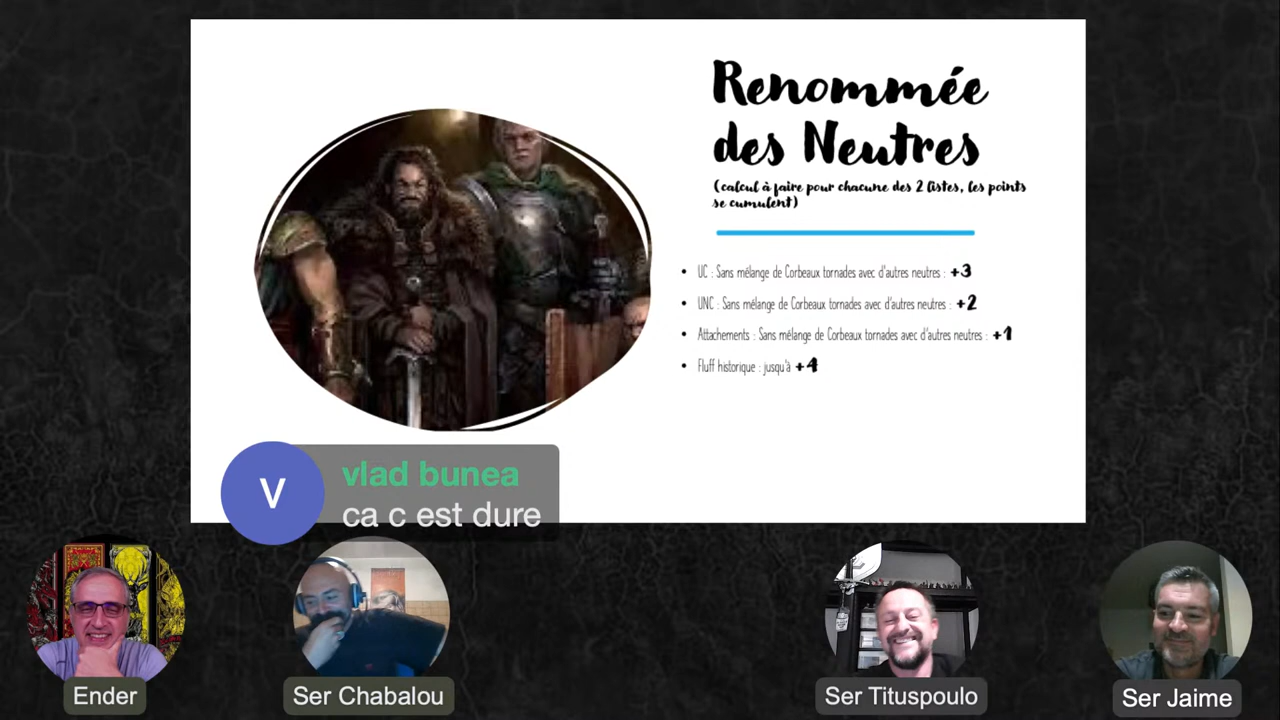 Renommée
des Neutres
(calcul à faire pour chacune des 2 listes, les points
se cumulent)
• UC : Sans mélange de Corbeaux tornades avec d'autres neutres : +3
• UNC : Sans mélange de Corbeaux tornades avec d'autres neutres : +2
• Attachements : Sans mélange de Corbeaux tornades avec d'autres neutres : +1
• Fluff historique : jusqu'à +4
V
vlad bunea
ca c est dure
Ender
Ser Chabalou
Ser Tituspoulo
Ser Jaime